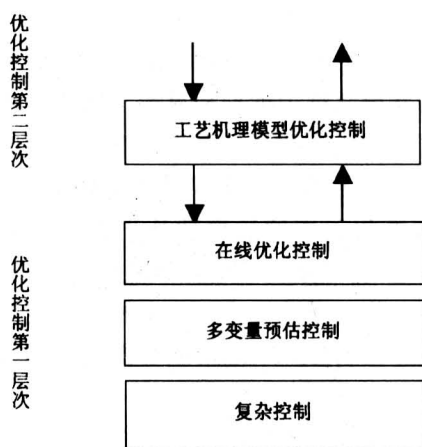 优化控制第二层次
工艺机理模型优化控制
在线优化控制
优化控制第一层次
多变量预估控制
复杂控制